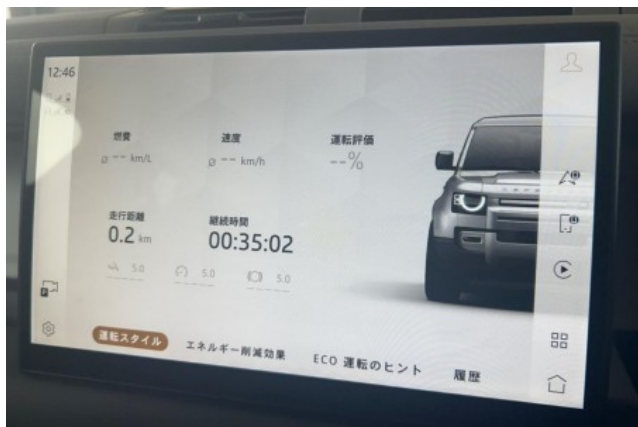 12:46
燃費
速度
運転評価
ø -- km/L
ø -- km/h
--%
走行距離
継続時間
0.2 km
00:35:02
5.0
5.0
5.0
運転スタイル
エネルギー削減効果
ECO 運転のヒント
履歴